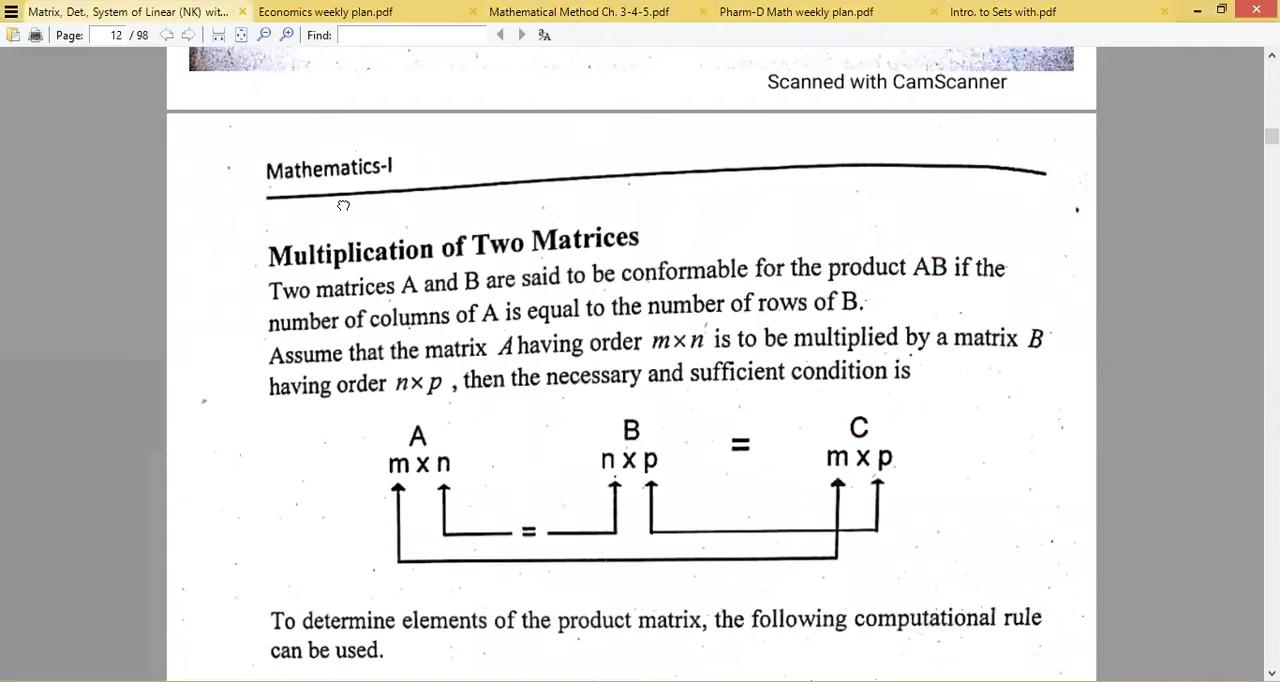 Matrix, Det., System of Linear (NK) wit... Economics weekly plan.pdf Mathematical Method Ch. 3-4-5.pdf Pharm-D Math weekly plan.pdf Intro. to Sets with.pdf
Page: 12 / 98 Find:
Scanned with CamScanner
Mathematics-I
Multiplication of Two Matrices
Two matrices A and B are said to be conformable for the product AB if the
number of columns of A is equal to the number of rows of B.
Assume that the matrix A having order m×n is to be multiplied by a matrix B
having order n×p , then the necessary and sufficient condition is
A B = C
m x n n x p m x p
=
To determine elements of the product matrix, the following computational rule
can be used.